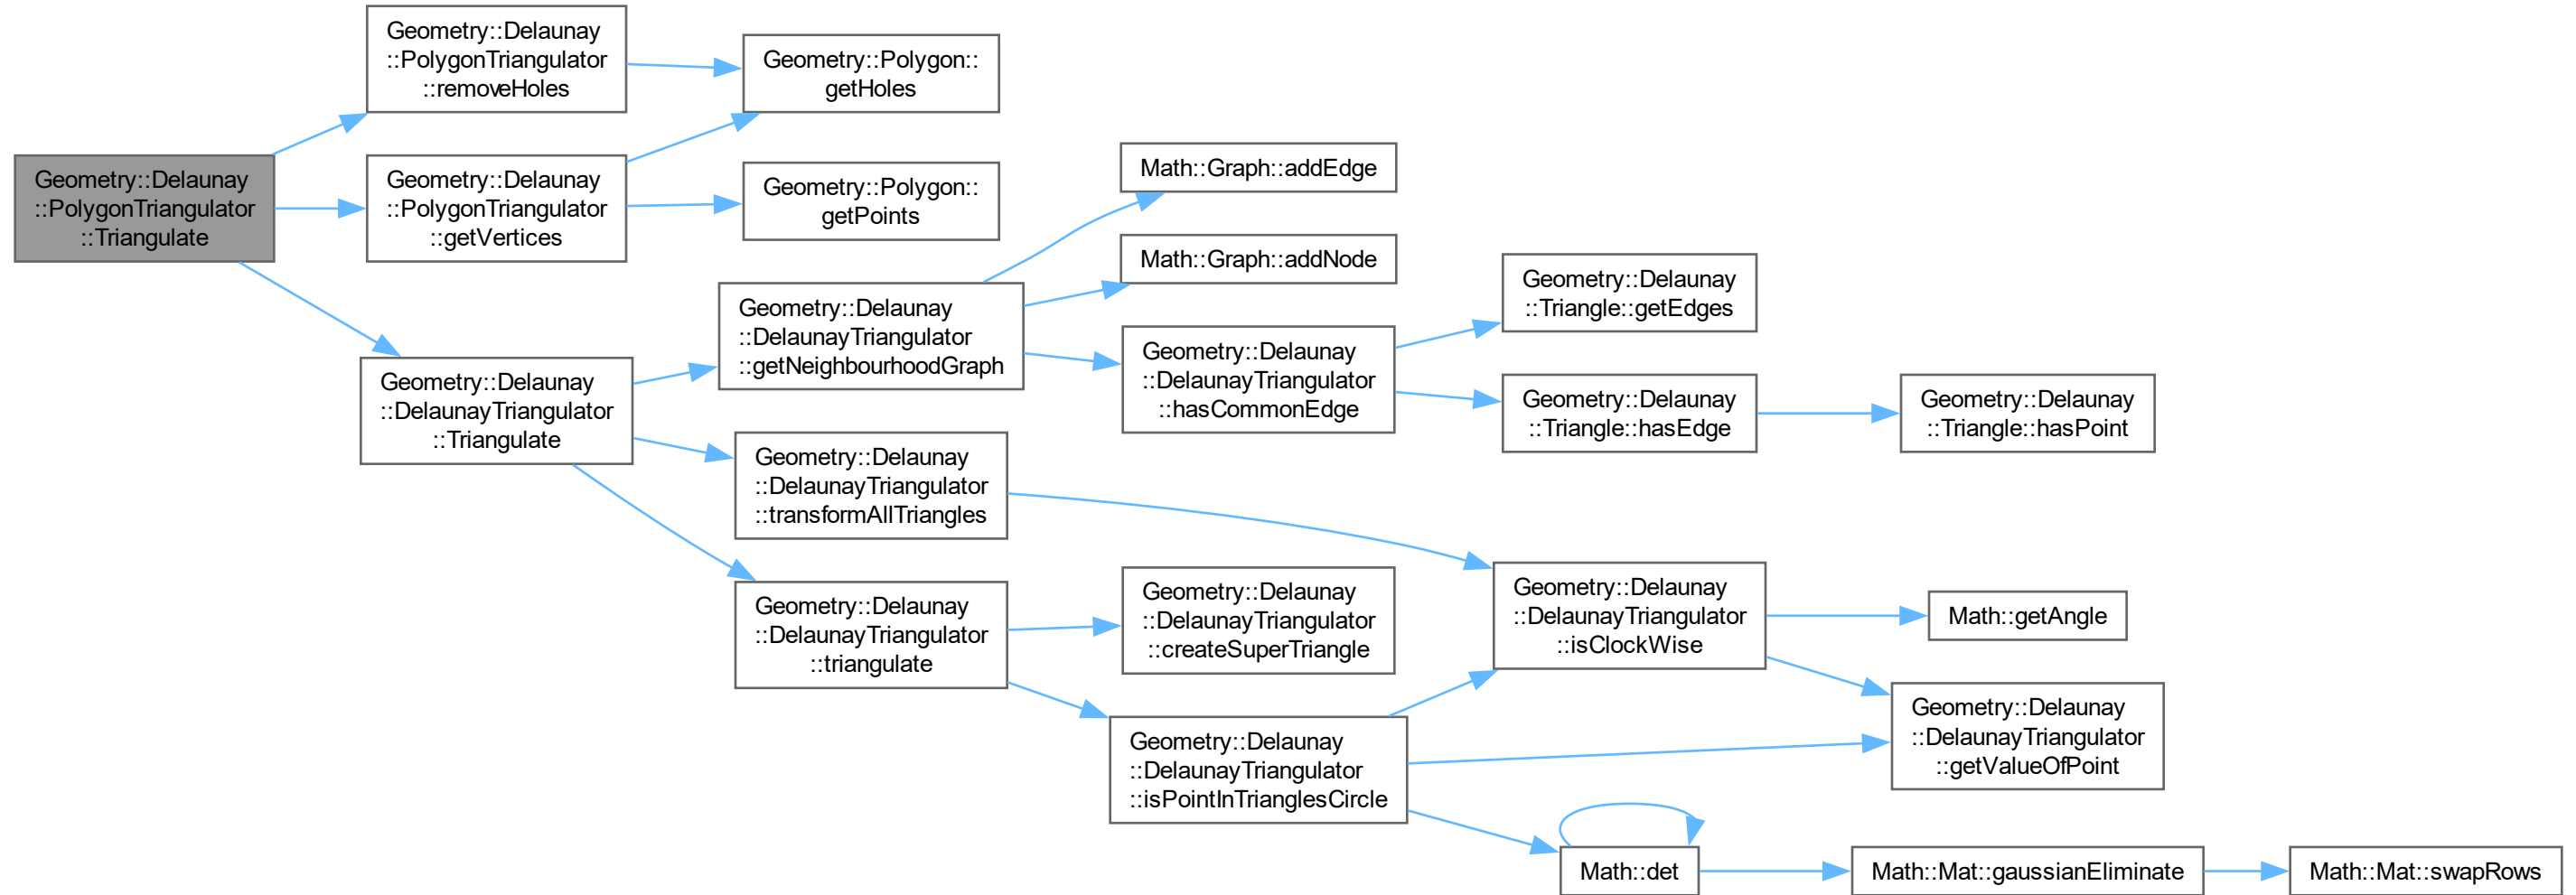 Geometry::Delaunay
::PolygonTriangulator
::Triangulate
Geometry::Delaunay
::PolygonTriangulator
::removeHoles
Geometry::Delaunay
::PolygonTriangulator
::getVertices
Geometry::Delaunay
::DelaunayTriangulator
::Triangulate
Geometry::Polygon::
getHoles
Geometry::Polygon::
getPoints
Geometry::Delaunay
::DelaunayTriangulator
::getNeighbourhoodGraph
Geometry::Delaunay
::DelaunayTriangulator
::transformAllTriangles
Geometry::Delaunay
::DelaunayTriangulator
::triangulate
Math::Graph::addEdge
Math::Graph::addNode
Geometry::Delaunay
::DelaunayTriangulator
::hasCommonEdge
Geometry::Delaunay
::DelaunayTriangulator
::createSuperTriangle
Geometry::Delaunay
::DelaunayTriangulator
::isPointInTrianglesCircle
Geometry::Delaunay
::Triangle::getEdges
Geometry::Delaunay
::Triangle::hasEdge
Geometry::Delaunay
::DelaunayTriangulator
::isClockWise
Math::det
Geometry::Delaunay
::Triangle::hasPoint
Math::getAngle
Geometry::Delaunay
::DelaunayTriangulator
::getValueOfPoint
Math::Mat::gaussianEliminate
Math::Mat::swapRows